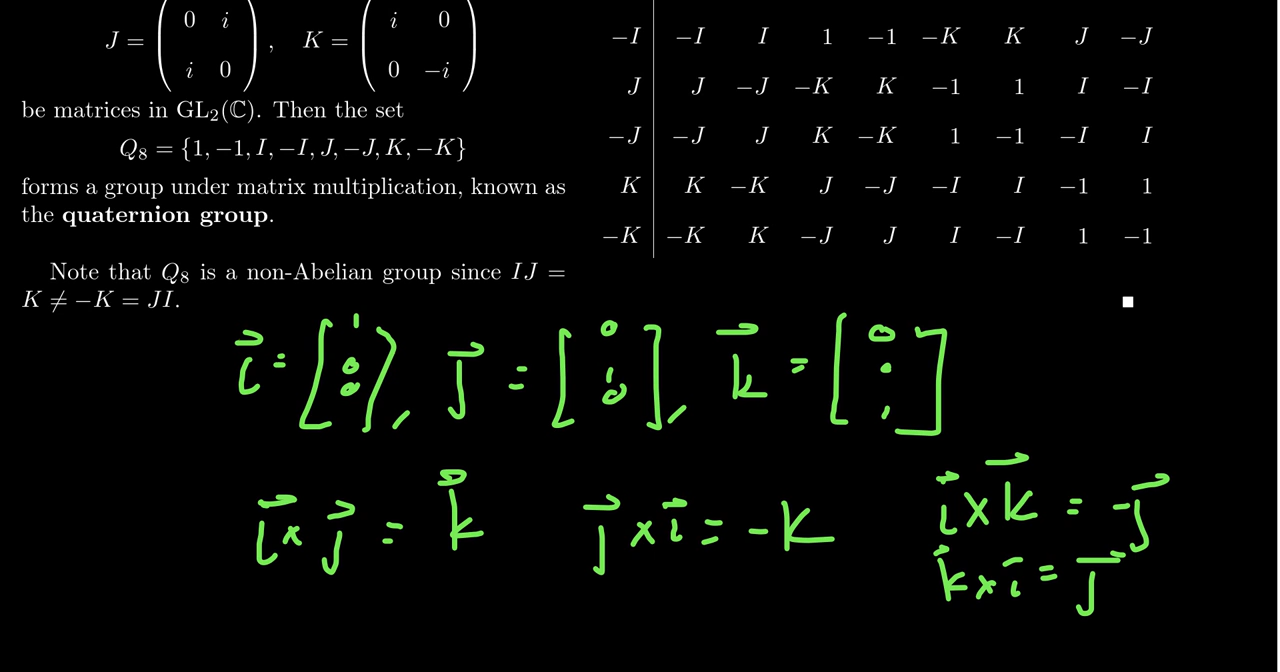 J = ( 0 i
i 0 ), K = ( i 0
0 −i )
be matrices in GL₂(ℂ). Then the set
Q₈ = {1, −1, I, −I, J, −J, K, −K}
forms a group under matrix multiplication, known as
the quaternion group.
Note that Q₈ is a non-Abelian group since IJ =
K ≠ −K = JI.
−I | −I I 1 −1 −K K J −J
J | J −J −K K −1 1 I −I
−J | −J J K −K 1 −1 −I I
K | K −K J −J −I I −1 1
−K | −K K −J J I −I 1 −1
i⃗ = [1 0 0], j⃗ = [0 1 0], k⃗ = [0 0 1]
i⃗ × j⃗ = k⃗ j⃗ × i⃗ = −K i⃗ × k⃗ = −j⃗
k⃗ × i⃗ = j⃗